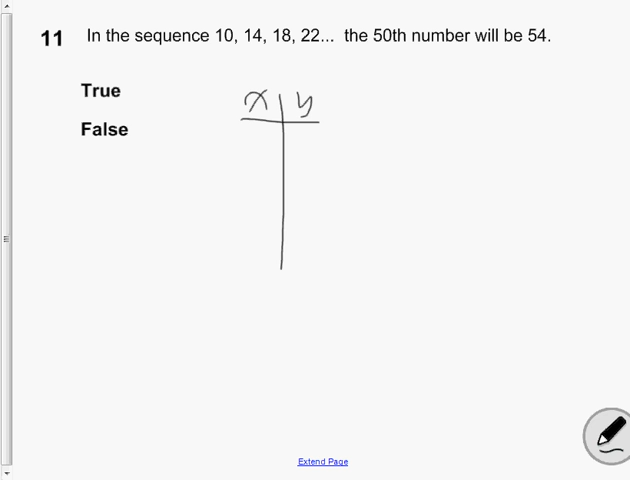 11 In the sequence 10, 14, 18, 22... the 50th number will be 54.
True
x y
False
Extend Page